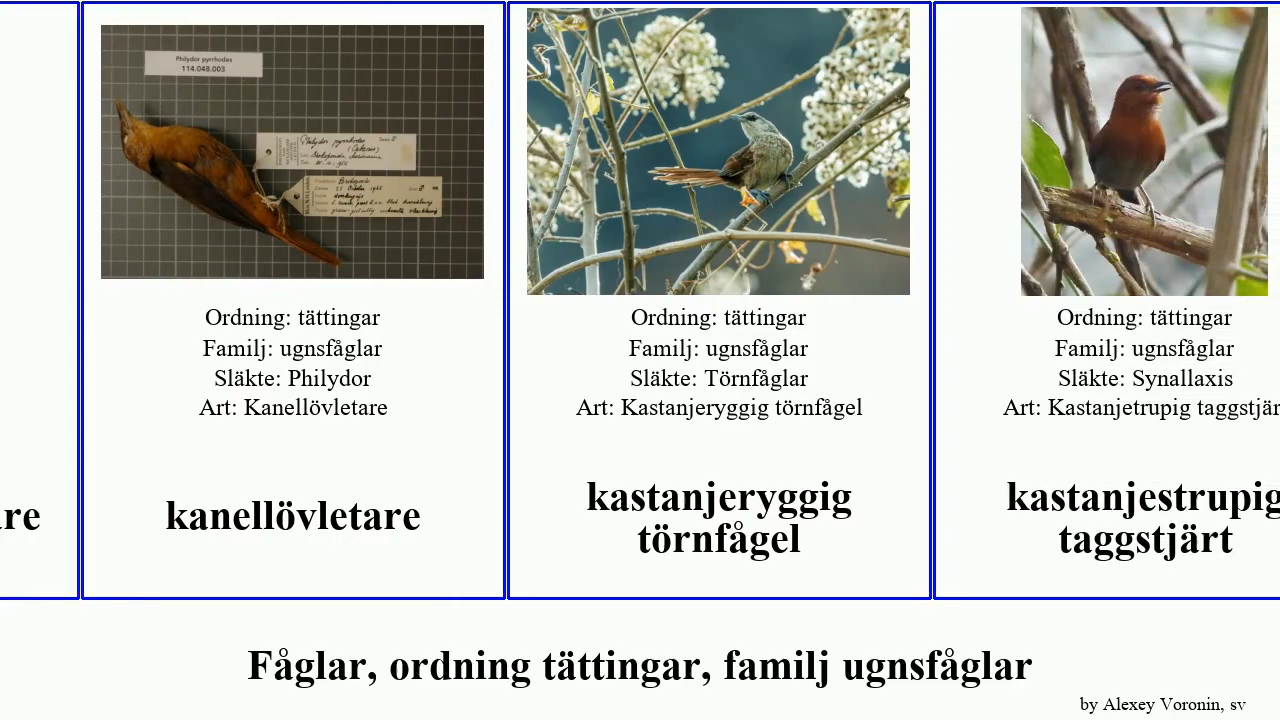 are
Philydor pyrrhodes
114.048.003
Philydor pyrrhodes
Ordning: tättingar
Familj: ugnsfåglar
Släkte: Philydor
Art: Kanellövletare
kanellövletare
Ordning: tättingar
Familj: ugnsfåglar
Släkte: Törnfåglar
Art: Kastanjeryggig törnfågel
kastanjeryggig
törnfågel
Ordning: tättingar
Familj: ugnsfåglar
Släkte: Synallaxis
Art: Kastanjetrupig taggstjär
kastanjestrupig
taggstjärt
Fåglar, ordning tättingar, familj ugnsfåglar
by Alexey Voronin, sv